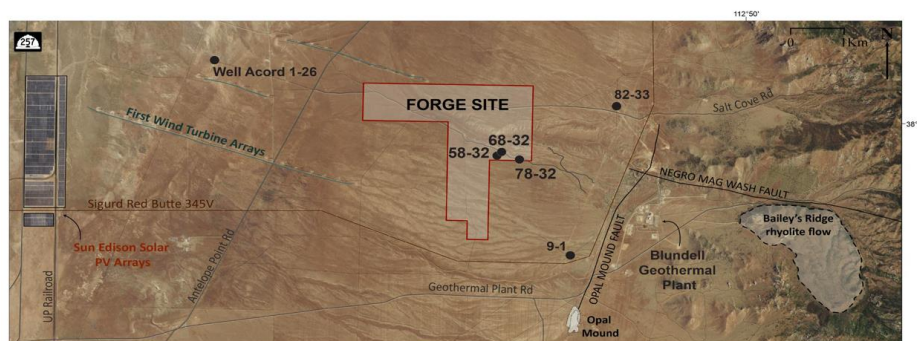 112°50'
257
0 1Km
N
Well Acord 1-26
FORGE SITE
82-33
Salt Cove Rd
38°
First Wind Turbine Arrays
68-32
58-32
78-32
NEGRO MAG WASH FAULT
Sigurd Red Butte 345V
Bailey's Ridge
rhyolite flow
Sun Edison Solar
PV Arrays
Antelope Point Rd
9-1
OPAL MOUND FAULT
Blundell
Geothermal
Plant
Geothermal Plant Rd
UP Railroad
Opal
Mound